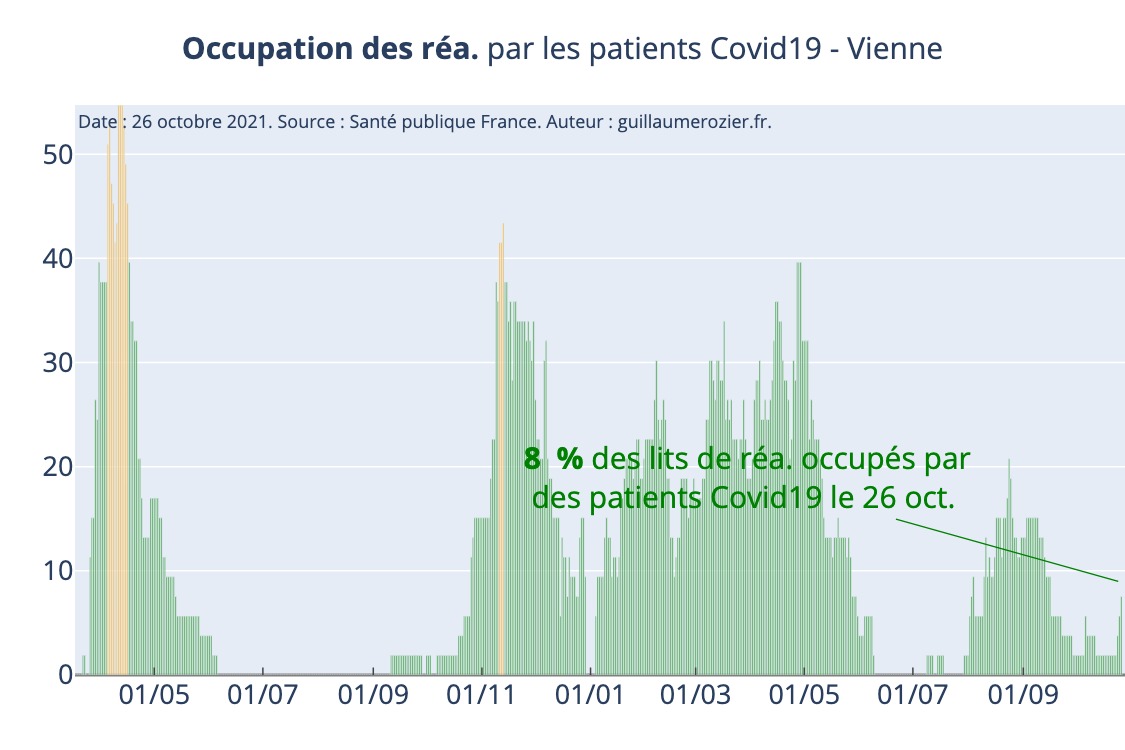 Occupation des réa. par les patients Covid19 - Vienne
Date : 26 octobre 2021. Source : Santé publique France. Auteur : guillaumerozier.fr.
50
40
30
20
10
0
8 % des lits de réa. occupés par
des patients Covid19 le 26 oct.
01/05 01/07 01/09 01/11 01/01 01/03 01/05 01/07 01/09